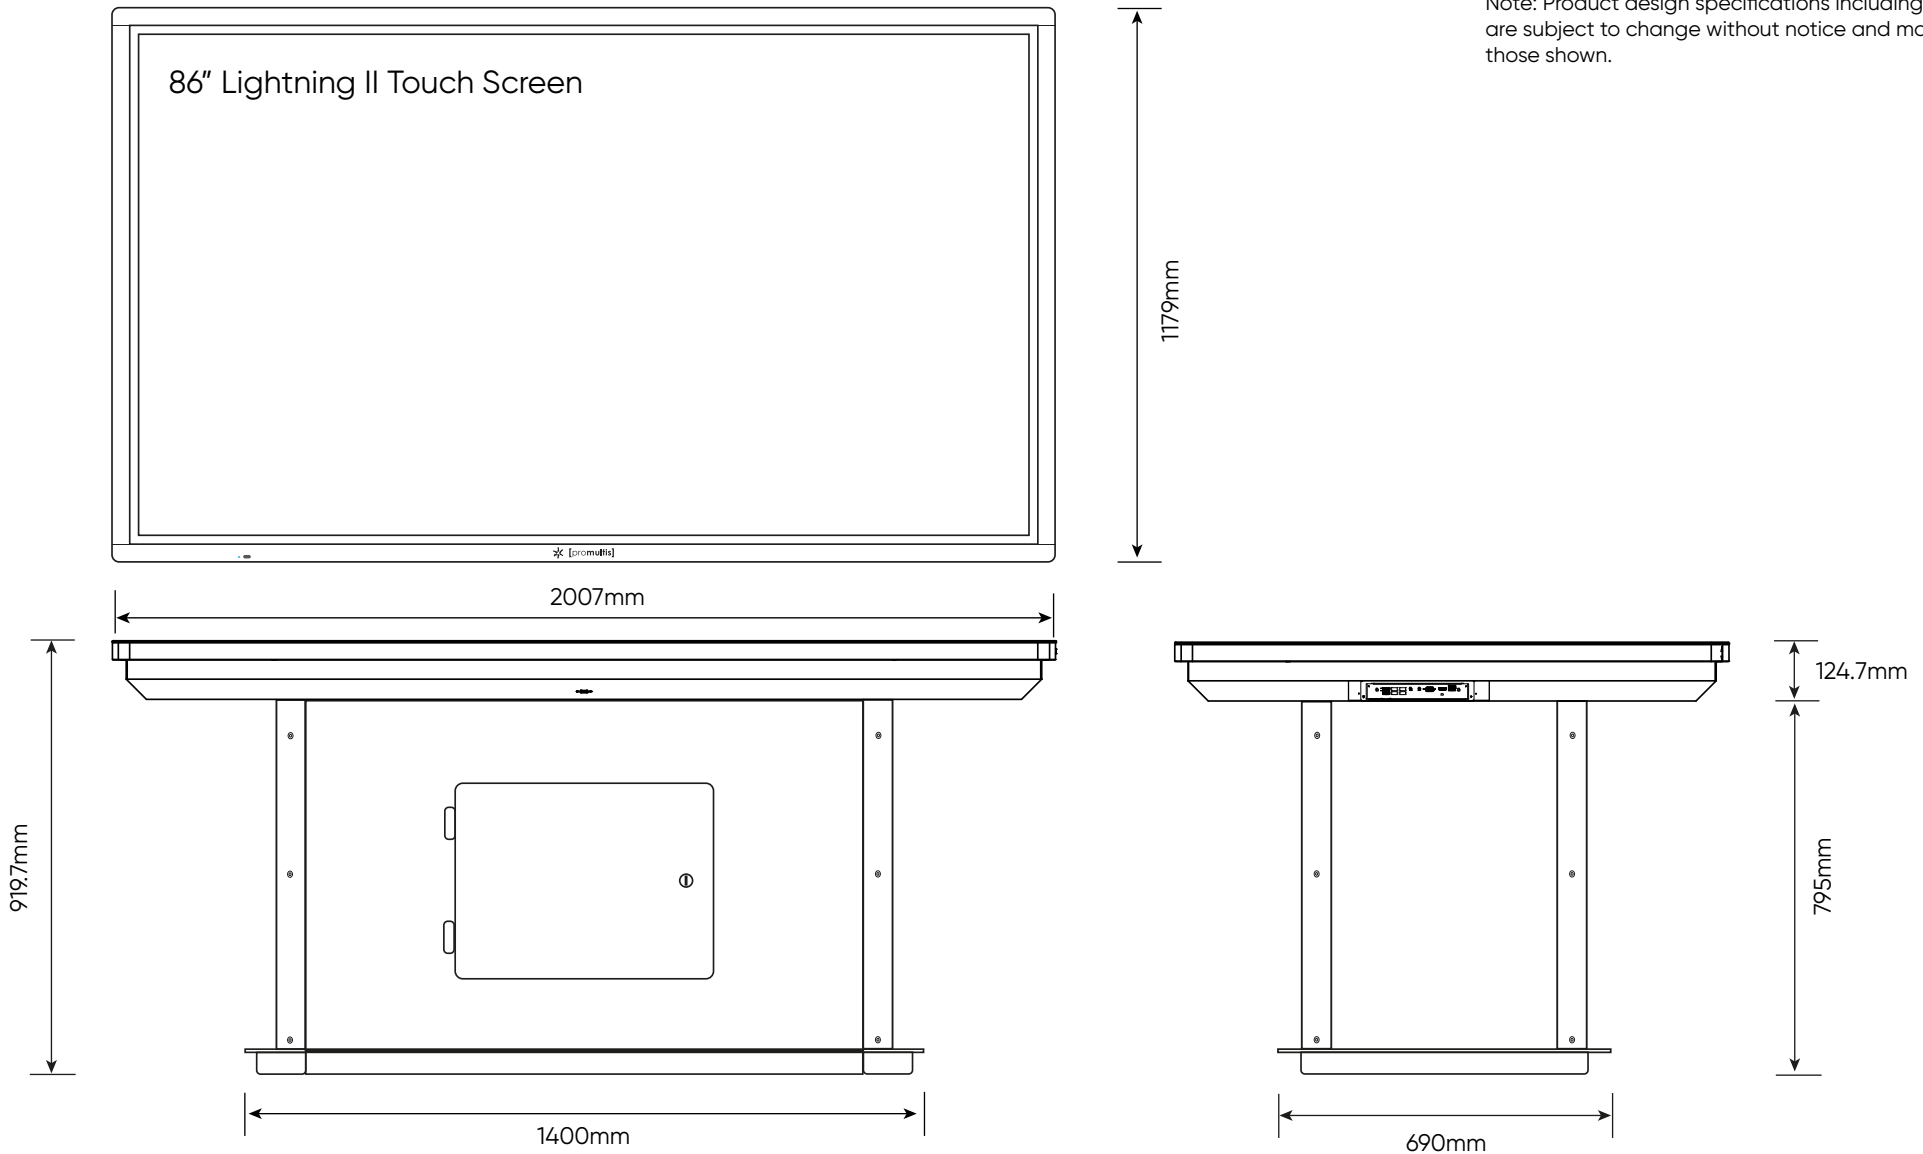 Note: Product design specifications including
are subject to change without notice and
those shown.
86" Lightning II Touch Screen
1179mm
[promultis]
2007mm
124.7mm
919.7mm
795mm
1400mm
690mm